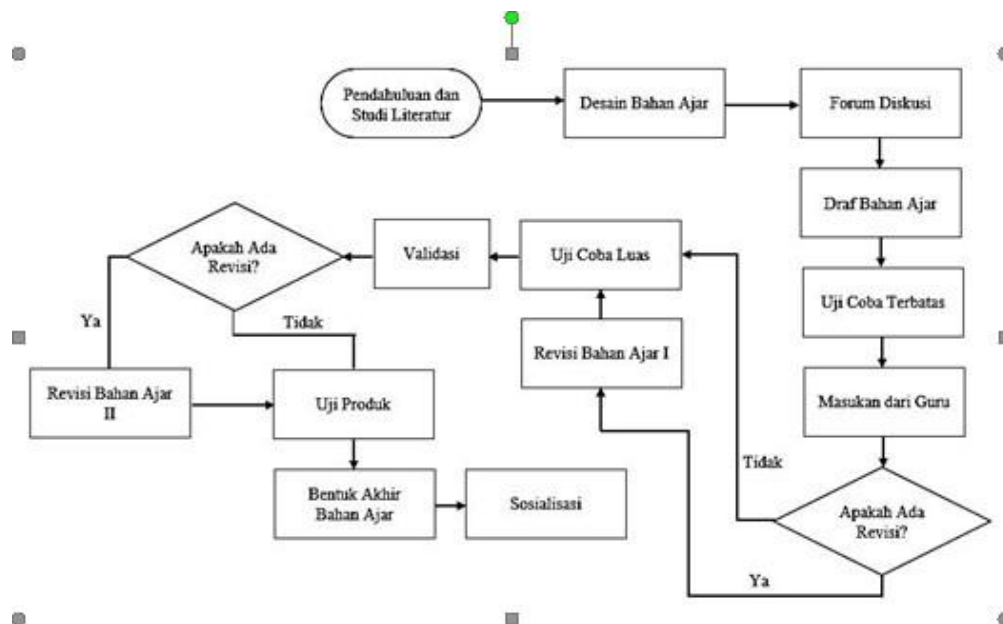 Pendahuluan dan
Studi Literatur
Desain Bahan Ajar
Forum Diskusi
Draf Bahan Ajar
Uji Coba Terbatas
Masukan dari Guru
Apakah Ada
Revisi?
Tidak
Ya
Revisi Bahan Ajar I
Uji Coba Luas
Validasi
Apakah Ada
Revisi?
Ya
Tidak
Revisi Bahan Ajar
II
Uji Produk
Bentuk Akhir
Bahan Ajar
Sosialisasi